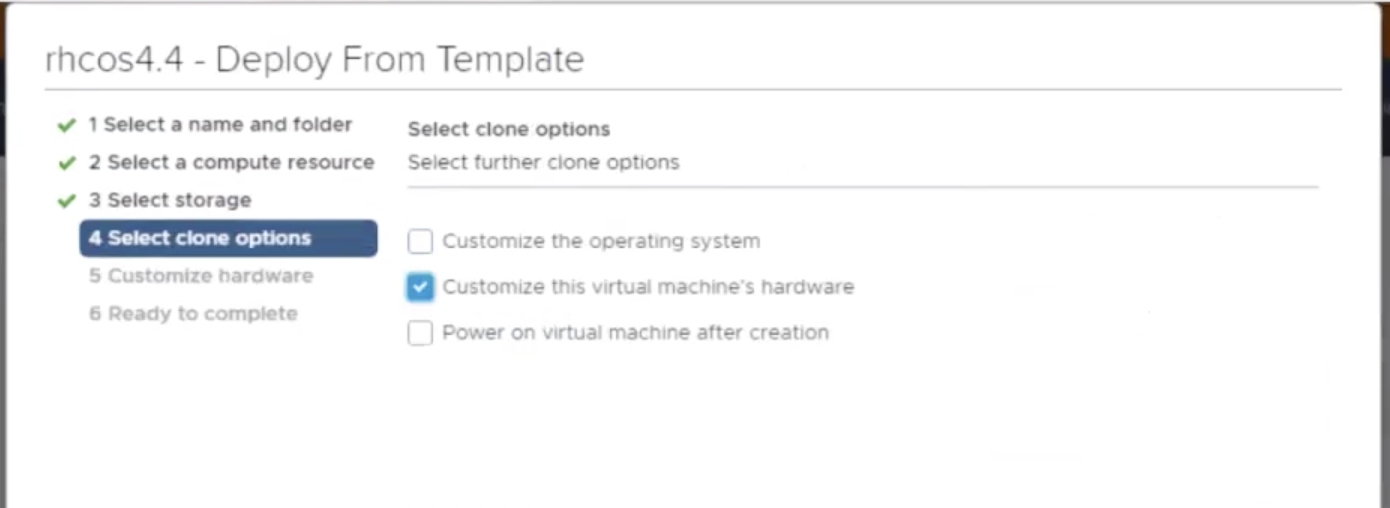 rhcos4.4 - Deploy From Template
1 Select a name and folder
2 Select a compute resource
3 Select storage
4 Select clone options
5 Customize hardware
6 Ready to complete
Select clone options
Select further clone options
Customize the operating system
Customize this virtual machine's hardware
Power on virtual machine after creation